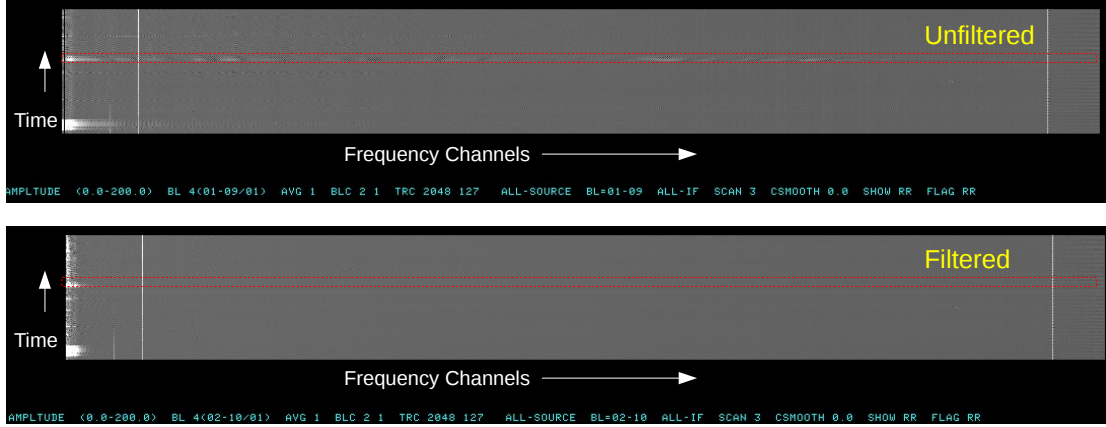 Unfiltered
Time
Frequency Channels
AMPLTUDE (0.0-200.0) BL 4(01-09/01) AVG 1 BLC 2 1 TRC 2048 127 ALL-SOURCE BL=01-09 ALL-IF SCAN 3 CSMOOTH 0.0 SHOW RR FLAG RR
Filtered
Time
Frequency Channels
AMPLTUDE (0.0-200.0) BL 4(02-10/01) AVG 1 BLC 2 1 TRC 2048 127 ALL-SOURCE BL=02-10 ALL-IF SCAN 3 CSMOOTH 0.0 SHOW RR FLAG RR